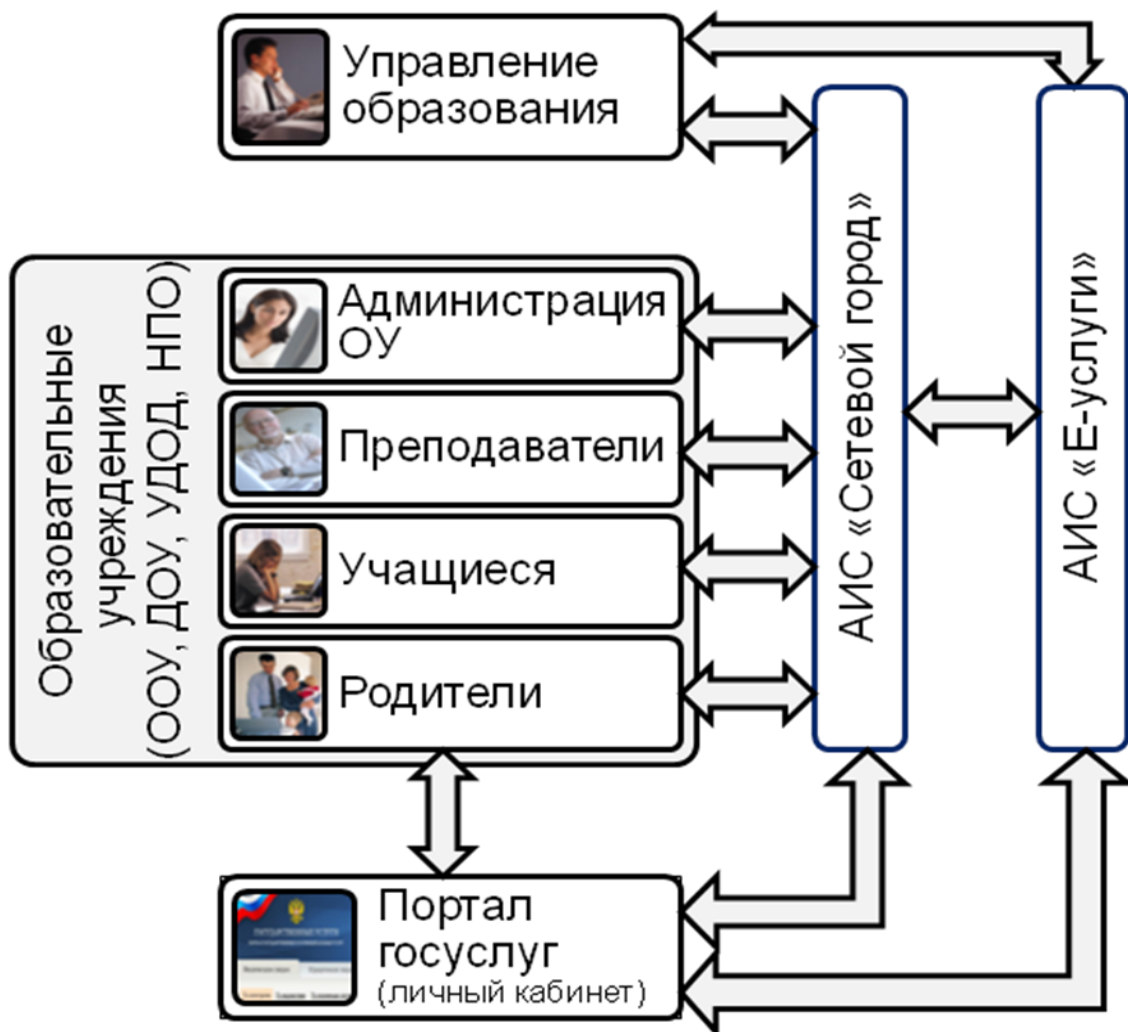 Управление
образования
Образовательные
учреждения
(ООУ, ДОУ, УДОД, НПО)
Администрация
ОУ
Преподаватели
Учащиеся
Родители
АИС «Сетевой город»
АИС «Е-услуги»
Портал
госуслуг
(личный кабинет)